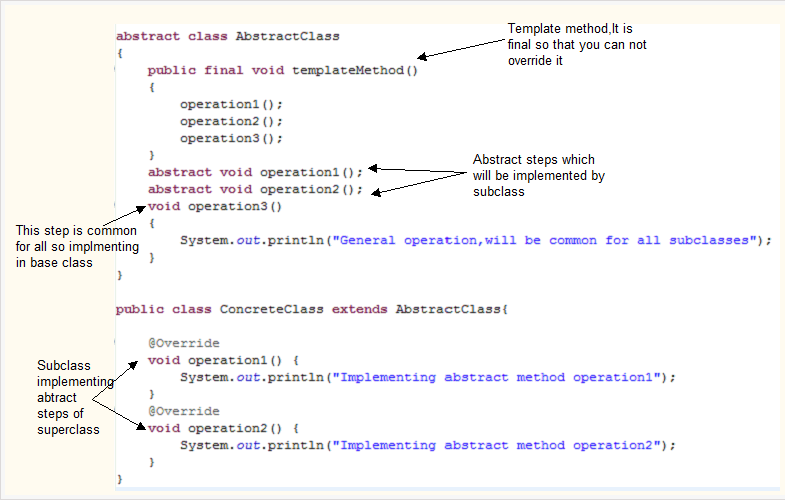 abstract class AbstractClass
{
public final void templateMethod()
{
operation1();
operation2();
operation3();
}
abstract void operation1();
abstract void operation2();
void operation3()
{
System.out.println("General operation,will be common for all subclasses");
}
}
public class ConcreteClass extends AbstractClass{
@Override
void operation1() {
System.out.println("Implementing abstract method operation1");
}
@Override
void operation2() {
System.out.println("Implementing abstract method operation2");
}
}
Template method,It is
final so that you can not
override it
Abstract steps which
will be implemented by
subclass
This step is common
for all so implmenting
in base class
Subclass
implementing
abtract
steps of
superclass